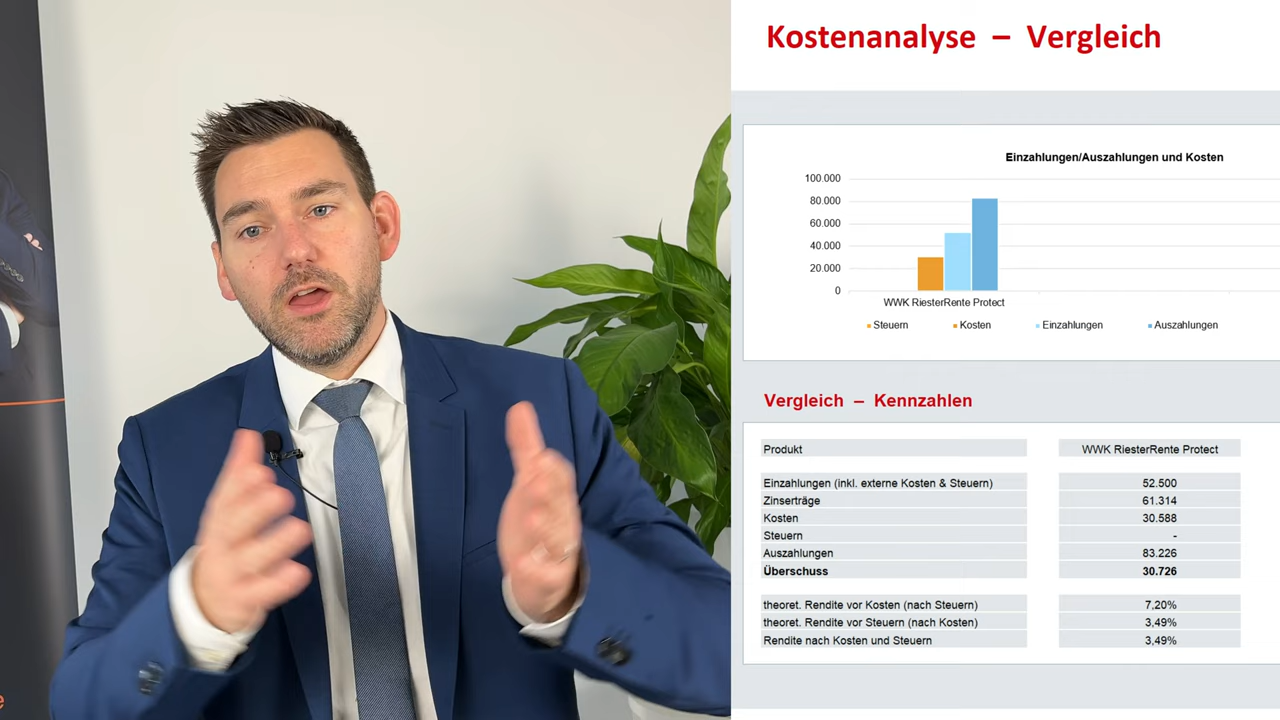 Kostenanalyse – Vergleich
Einzahlungen/Auszahlungen und Kosten
100.000
80.000
60.000
40.000
20.000
0
WWK RiesterRente Protect
Steuern Kosten Einzahlungen Auszahlungen
Vergleich – Kennzahlen
Produkt WWK RiesterRente Protect
Einzahlungen (inkl. externe Kosten & Steuern) 52.500
Zinserträge 61.314
Kosten 30.588
Steuern -
Auszahlungen 83.226
Überschuss 30.726
theoret. Rendite vor Kosten (nach Steuern) 7,20%
theoret. Rendite vor Steuern (nach Kosten) 3,49%
Rendite nach Kosten und Steuern 3,49%
e